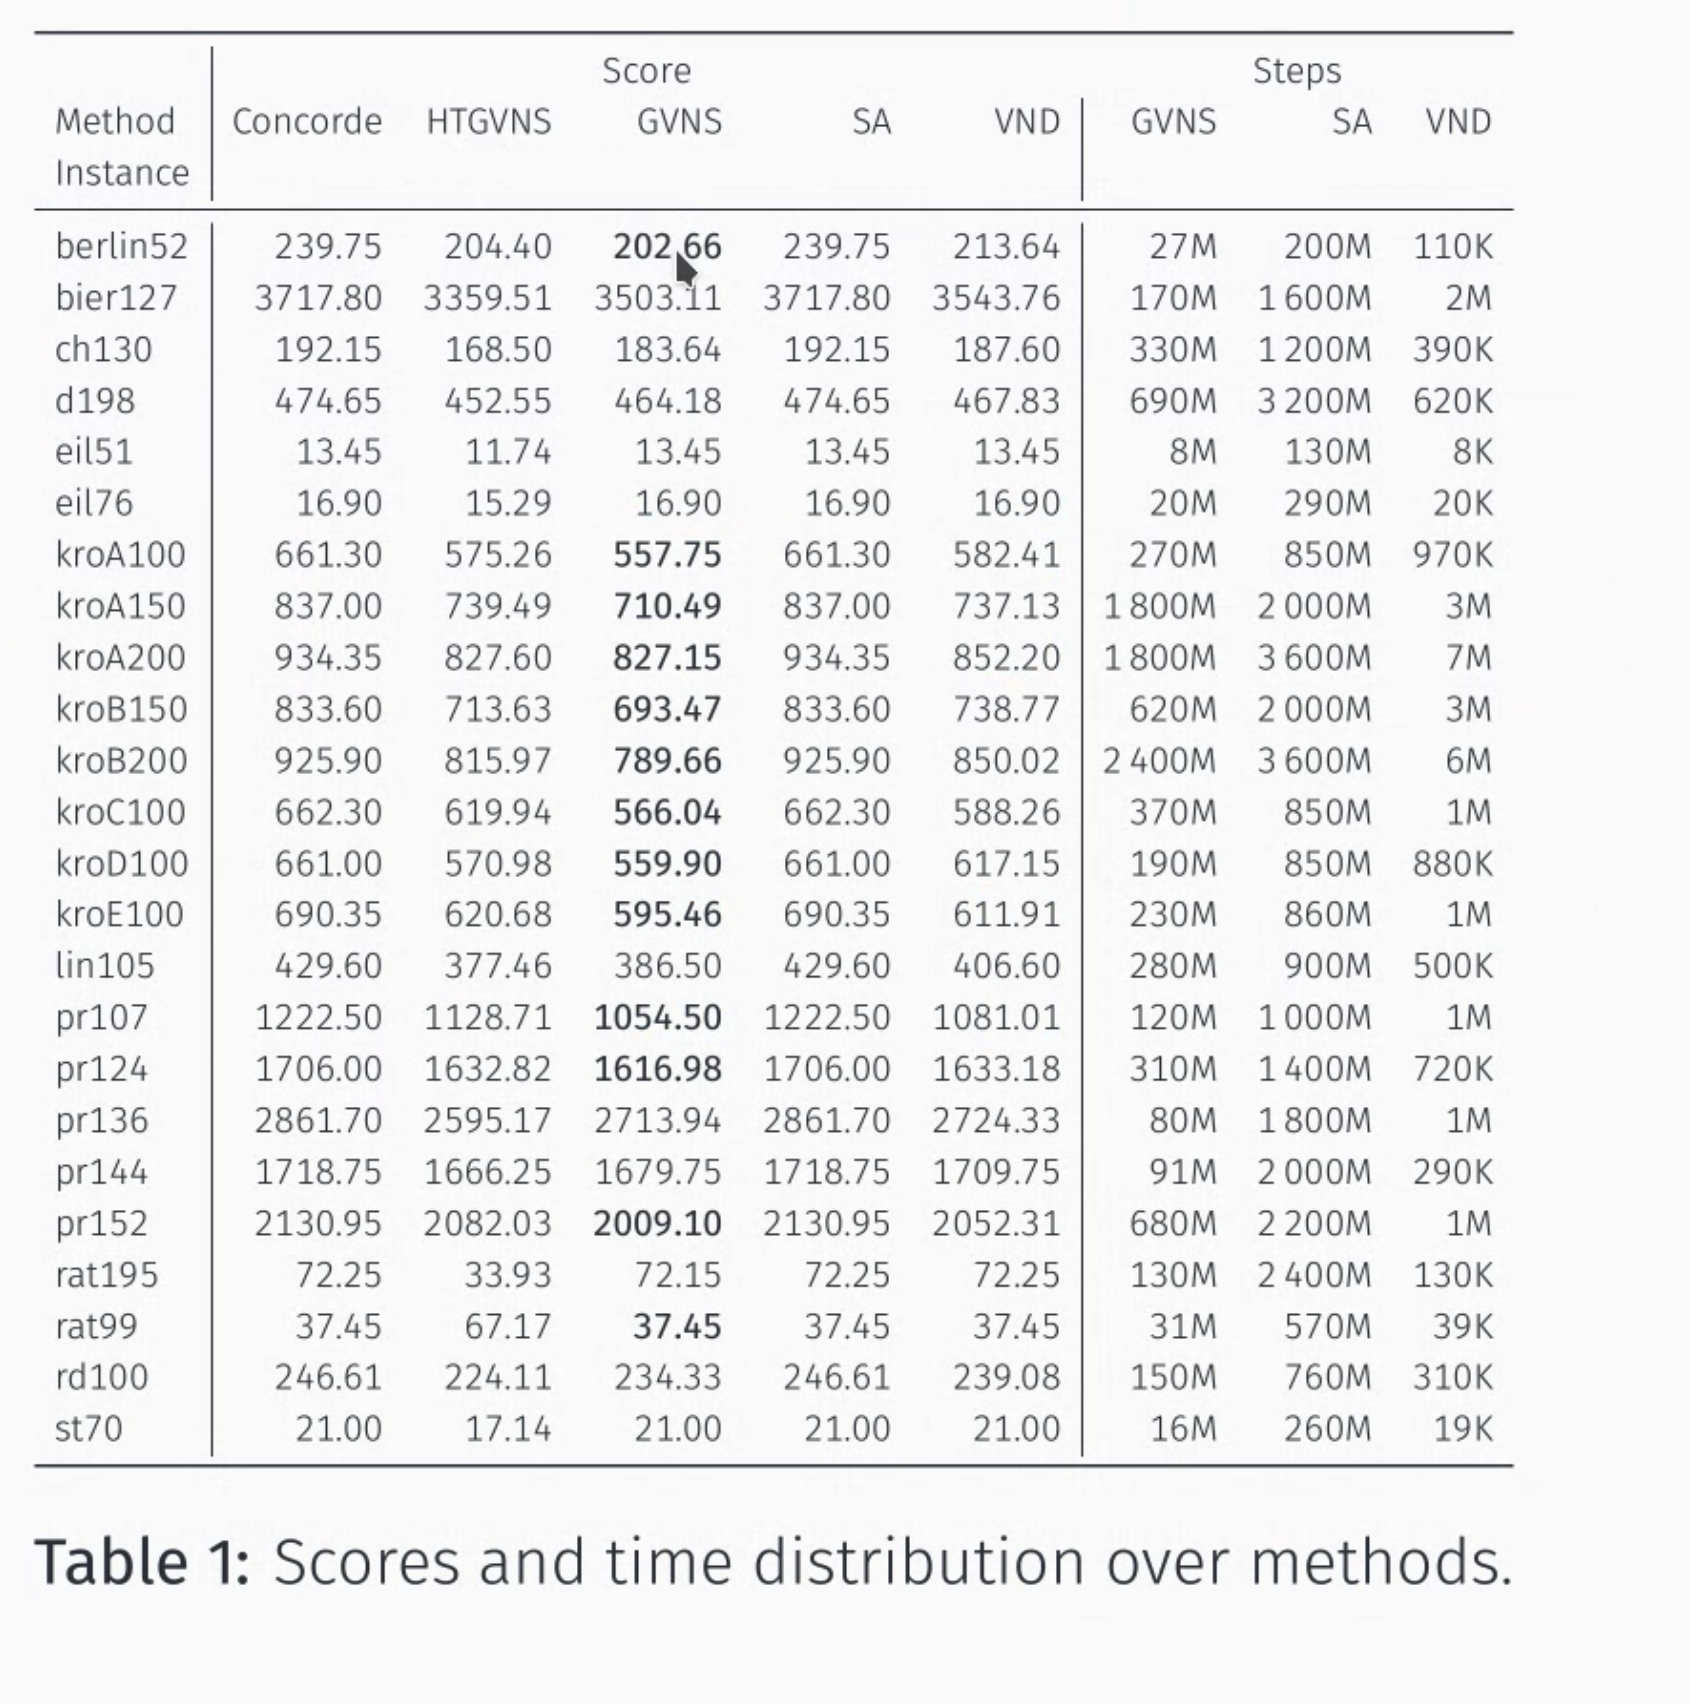 Score Steps
Method Concorde HTGVNS GVNS SA VND GVNS SA VND
Instance
berlin52 239.75 204.40 202.66 239.75 213.64 27M 200M 110K
bier127 3717.80 3359.51 3503.11 3717.80 3543.76 170M 1 600M 2M
ch130 192.15 168.50 183.64 192.15 187.60 330M 1 200M 390K
d198 474.65 452.55 464.18 474.65 467.83 690M 3 200M 620K
eil51 13.45 11.74 13.45 13.45 13.45 8M 130M 8K
eil76 16.90 15.29 16.90 16.90 16.90 20M 290M 20K
kroA100 661.30 575.26 557.75 661.30 582.41 270M 850M 970K
kroA150 837.00 739.49 710.49 837.00 737.13 1 800M 2 000M 3M
kroA200 934.35 827.60 827.15 934.35 852.20 1 800M 3 600M 7M
kroB150 833.60 713.63 693.47 833.60 738.77 620M 2 000M 3M
kroB200 925.90 815.97 789.66 925.90 850.02 2 400M 3 600M 6M
kroC100 662.30 619.94 566.04 662.30 588.26 370M 850M 1M
kroD100 661.00 570.98 559.90 661.00 617.15 190M 850M 880K
kroE100 690.35 620.68 595.46 690.35 611.91 230M 860M 1M
lin105 429.60 377.46 386.50 429.60 406.60 280M 900M 500K
pr107 1222.50 1128.71 1054.50 1222.50 1081.01 120M 1 000M 1M
pr124 1706.00 1632.82 1616.98 1706.00 1633.18 310M 1 400M 720K
pr136 2861.70 2595.17 2713.94 2861.70 2724.33 80M 1 800M 1M
pr144 1718.75 1666.25 1679.75 1718.75 1709.75 91M 2 000M 290K
pr152 2130.95 2082.03 2009.10 2130.95 2052.31 680M 2 200M 1M
rat195 72.25 33.93 72.15 72.25 72.25 130M 2 400M 130K
rat99 37.45 67.17 37.45 37.45 37.45 31M 570M 39K
rd100 246.61 224.11 234.33 246.61 239.08 150M 760M 310K
st70 21.00 17.14 21.00 21.00 21.00 16M 260M 19K
Table 1: Scores and time distribution over methods.